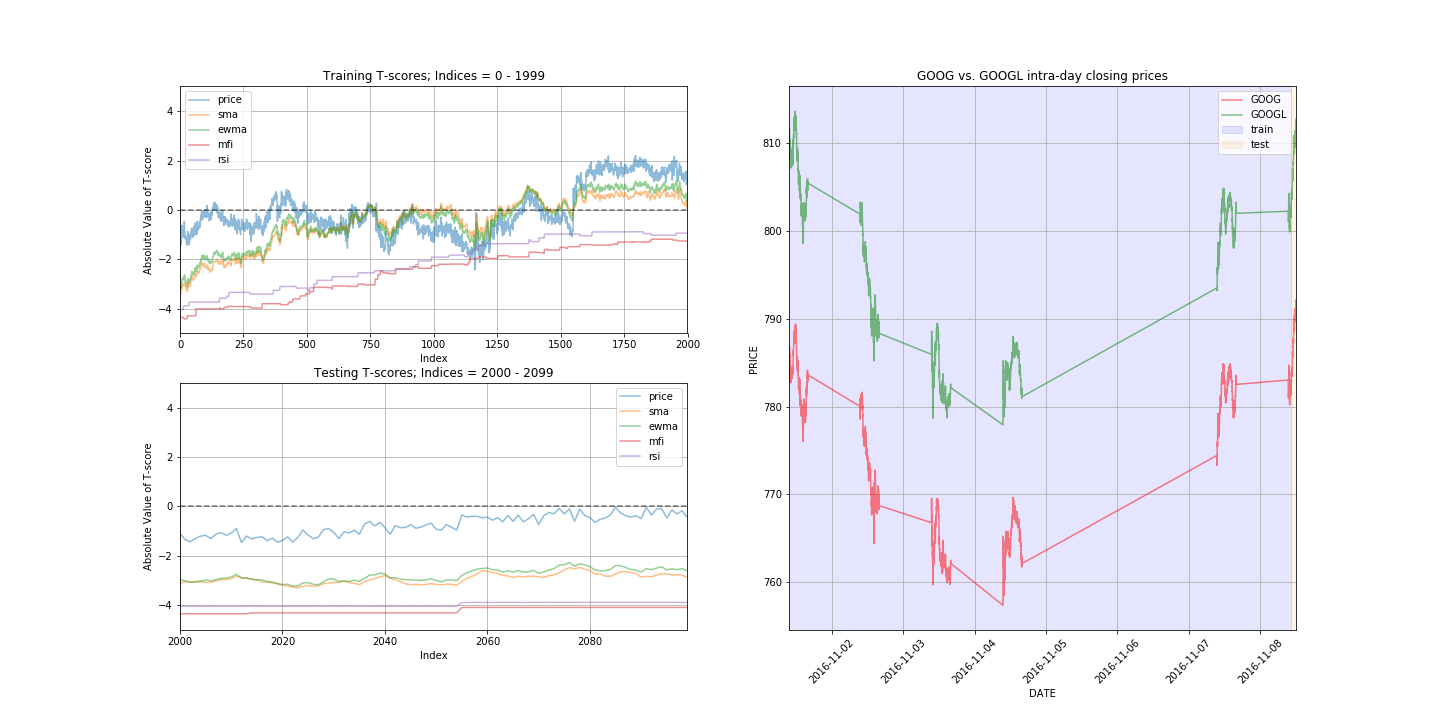 Training T-scores; Indices = 0 - 1999
Absolute Value of T-score
4
2
0
−2
−4
price
sma
ewma
mfi
rsi
0 250 500 750 1000 1250 1500 1750 2000
Index
Testing T-scores; Indices = 2000 - 2099
Absolute Value of T-score
4
2
0
−2
−4
price
sma
ewma
mfi
rsi
2000 2020 2040 2060 2080
Index
GOOG vs. GOOGL intra-day closing prices
PRICE
810
800
790
780
770
760
GOOG
GOOGL
train
test
2016-11-02 2016-11-03 2016-11-04 2016-11-05 2016-11-06 2016-11-07 2016-11-08
DATE